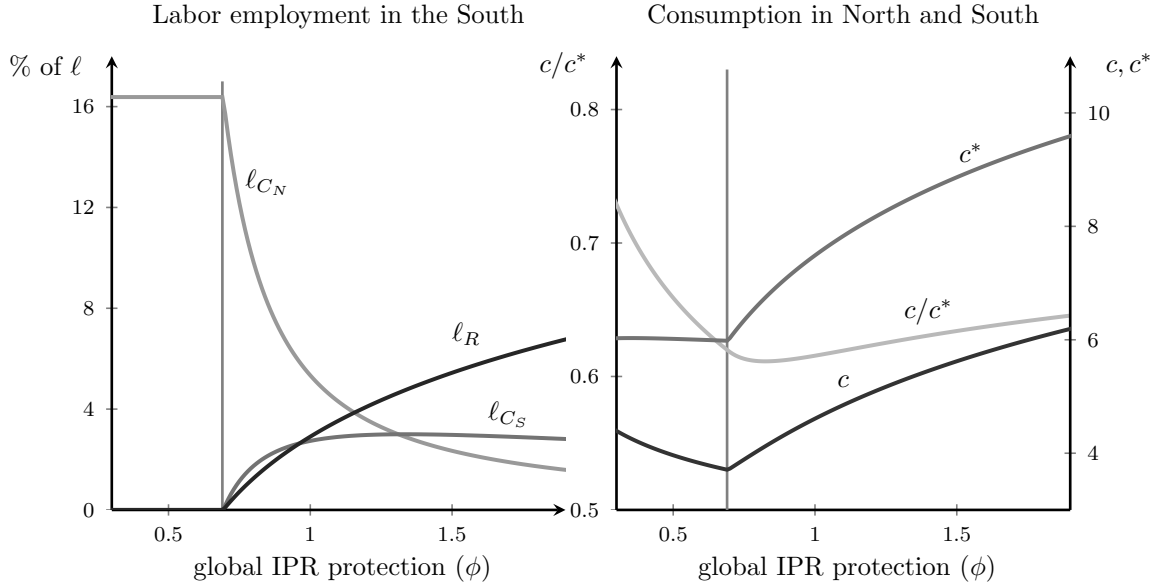 Labor employment in the South
% of ℓ
16
12
8
4
0
0.5 1 1.5
ℓ_{C_N}
ℓ_R
ℓ_{C_S}
global IPR protection (ϕ)
Consumption in North and South
c/c*
c, c*
0.8
0.7
0.6
0.5
10
8
6
4
0.5 1 1.5
c*
c/c*
c
global IPR protection (ϕ)